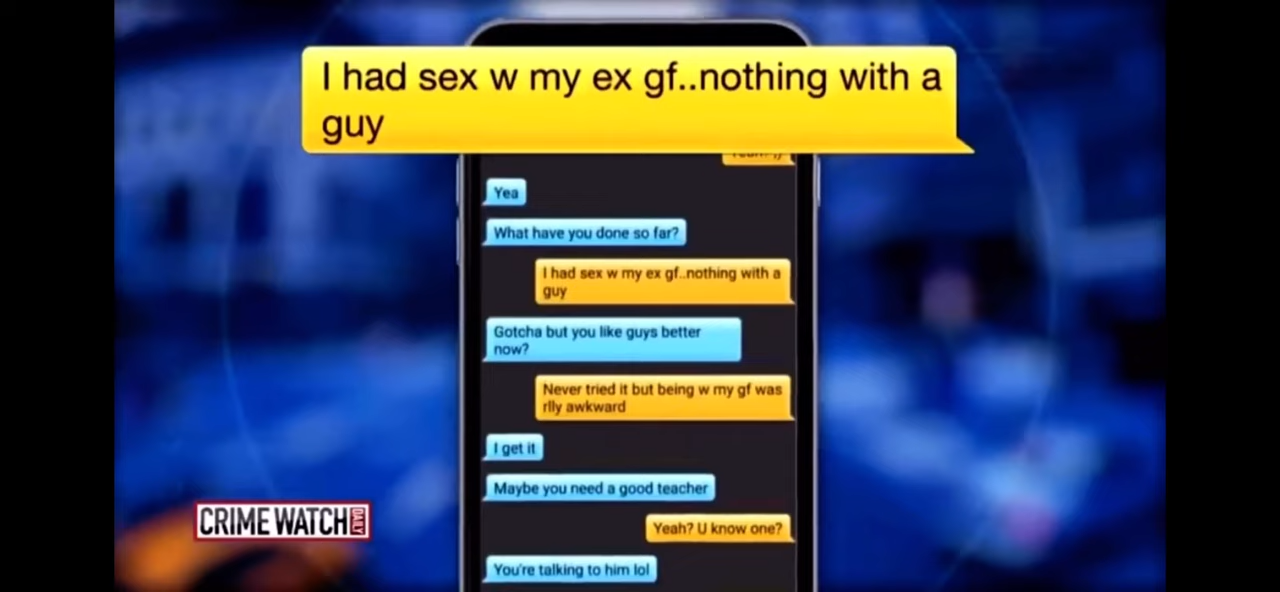 I had sex w my ex gf..nothing with a
guy
Yea
What have you done so far?
I had sex w my ex gf..nothing with a
guy
Gotcha but you like guys better
now?
Never tried it but being w my gf was
rlly awkward
I get it
Maybe you need a good teacher
Yeah? U know one?
You're talking to him lol
CRIME WATCH DAILY